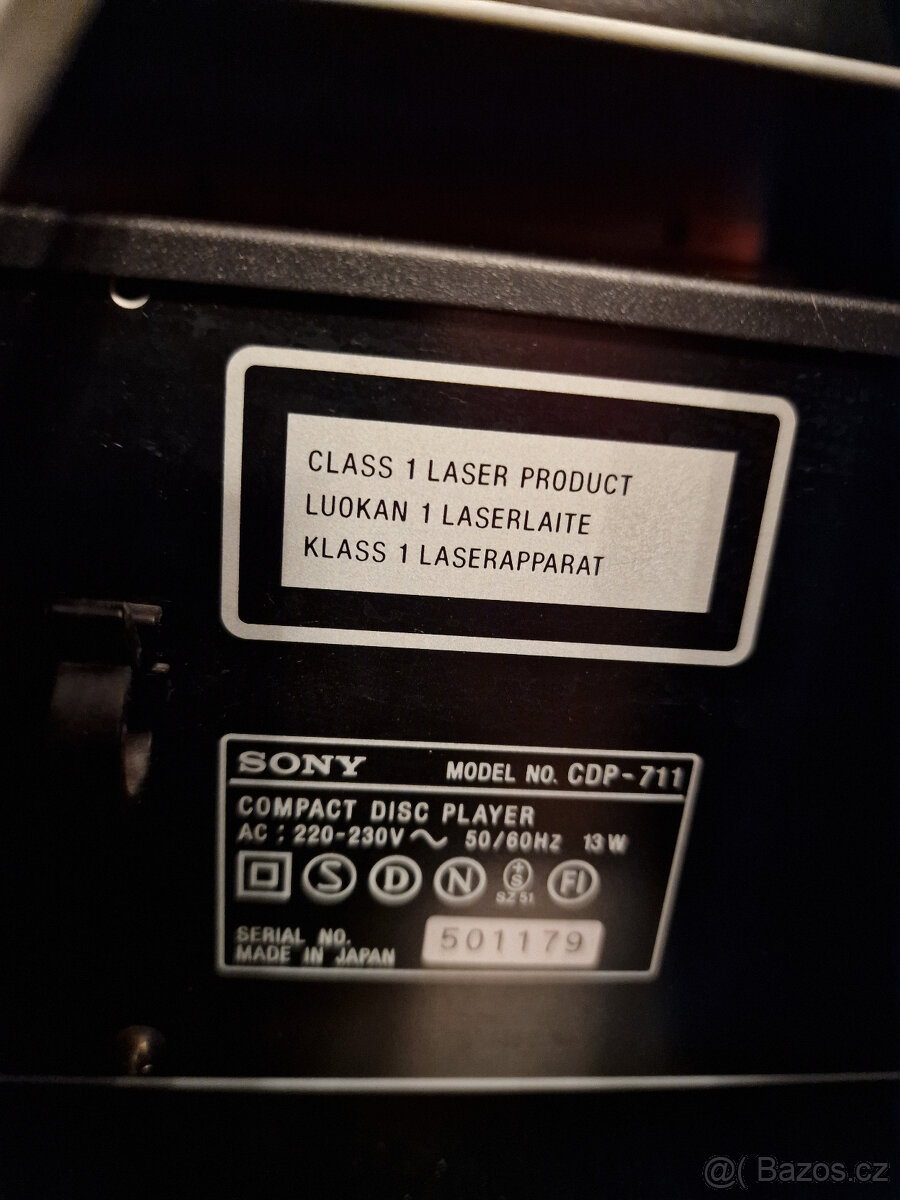 CLASS 1 LASER PRODUCT
LUOKAN 1 LASERLAITE
KLASS 1 LASERAPPARAT
SONY MODEL NO. CDP-711
COMPACT DISC PLAYER
AC : 220-230V ~ 50/60Hz 13W
S D N +S FI
SZ 51
SERIAL NO. 501179
MADE IN JAPAN
@( Bazos.cz